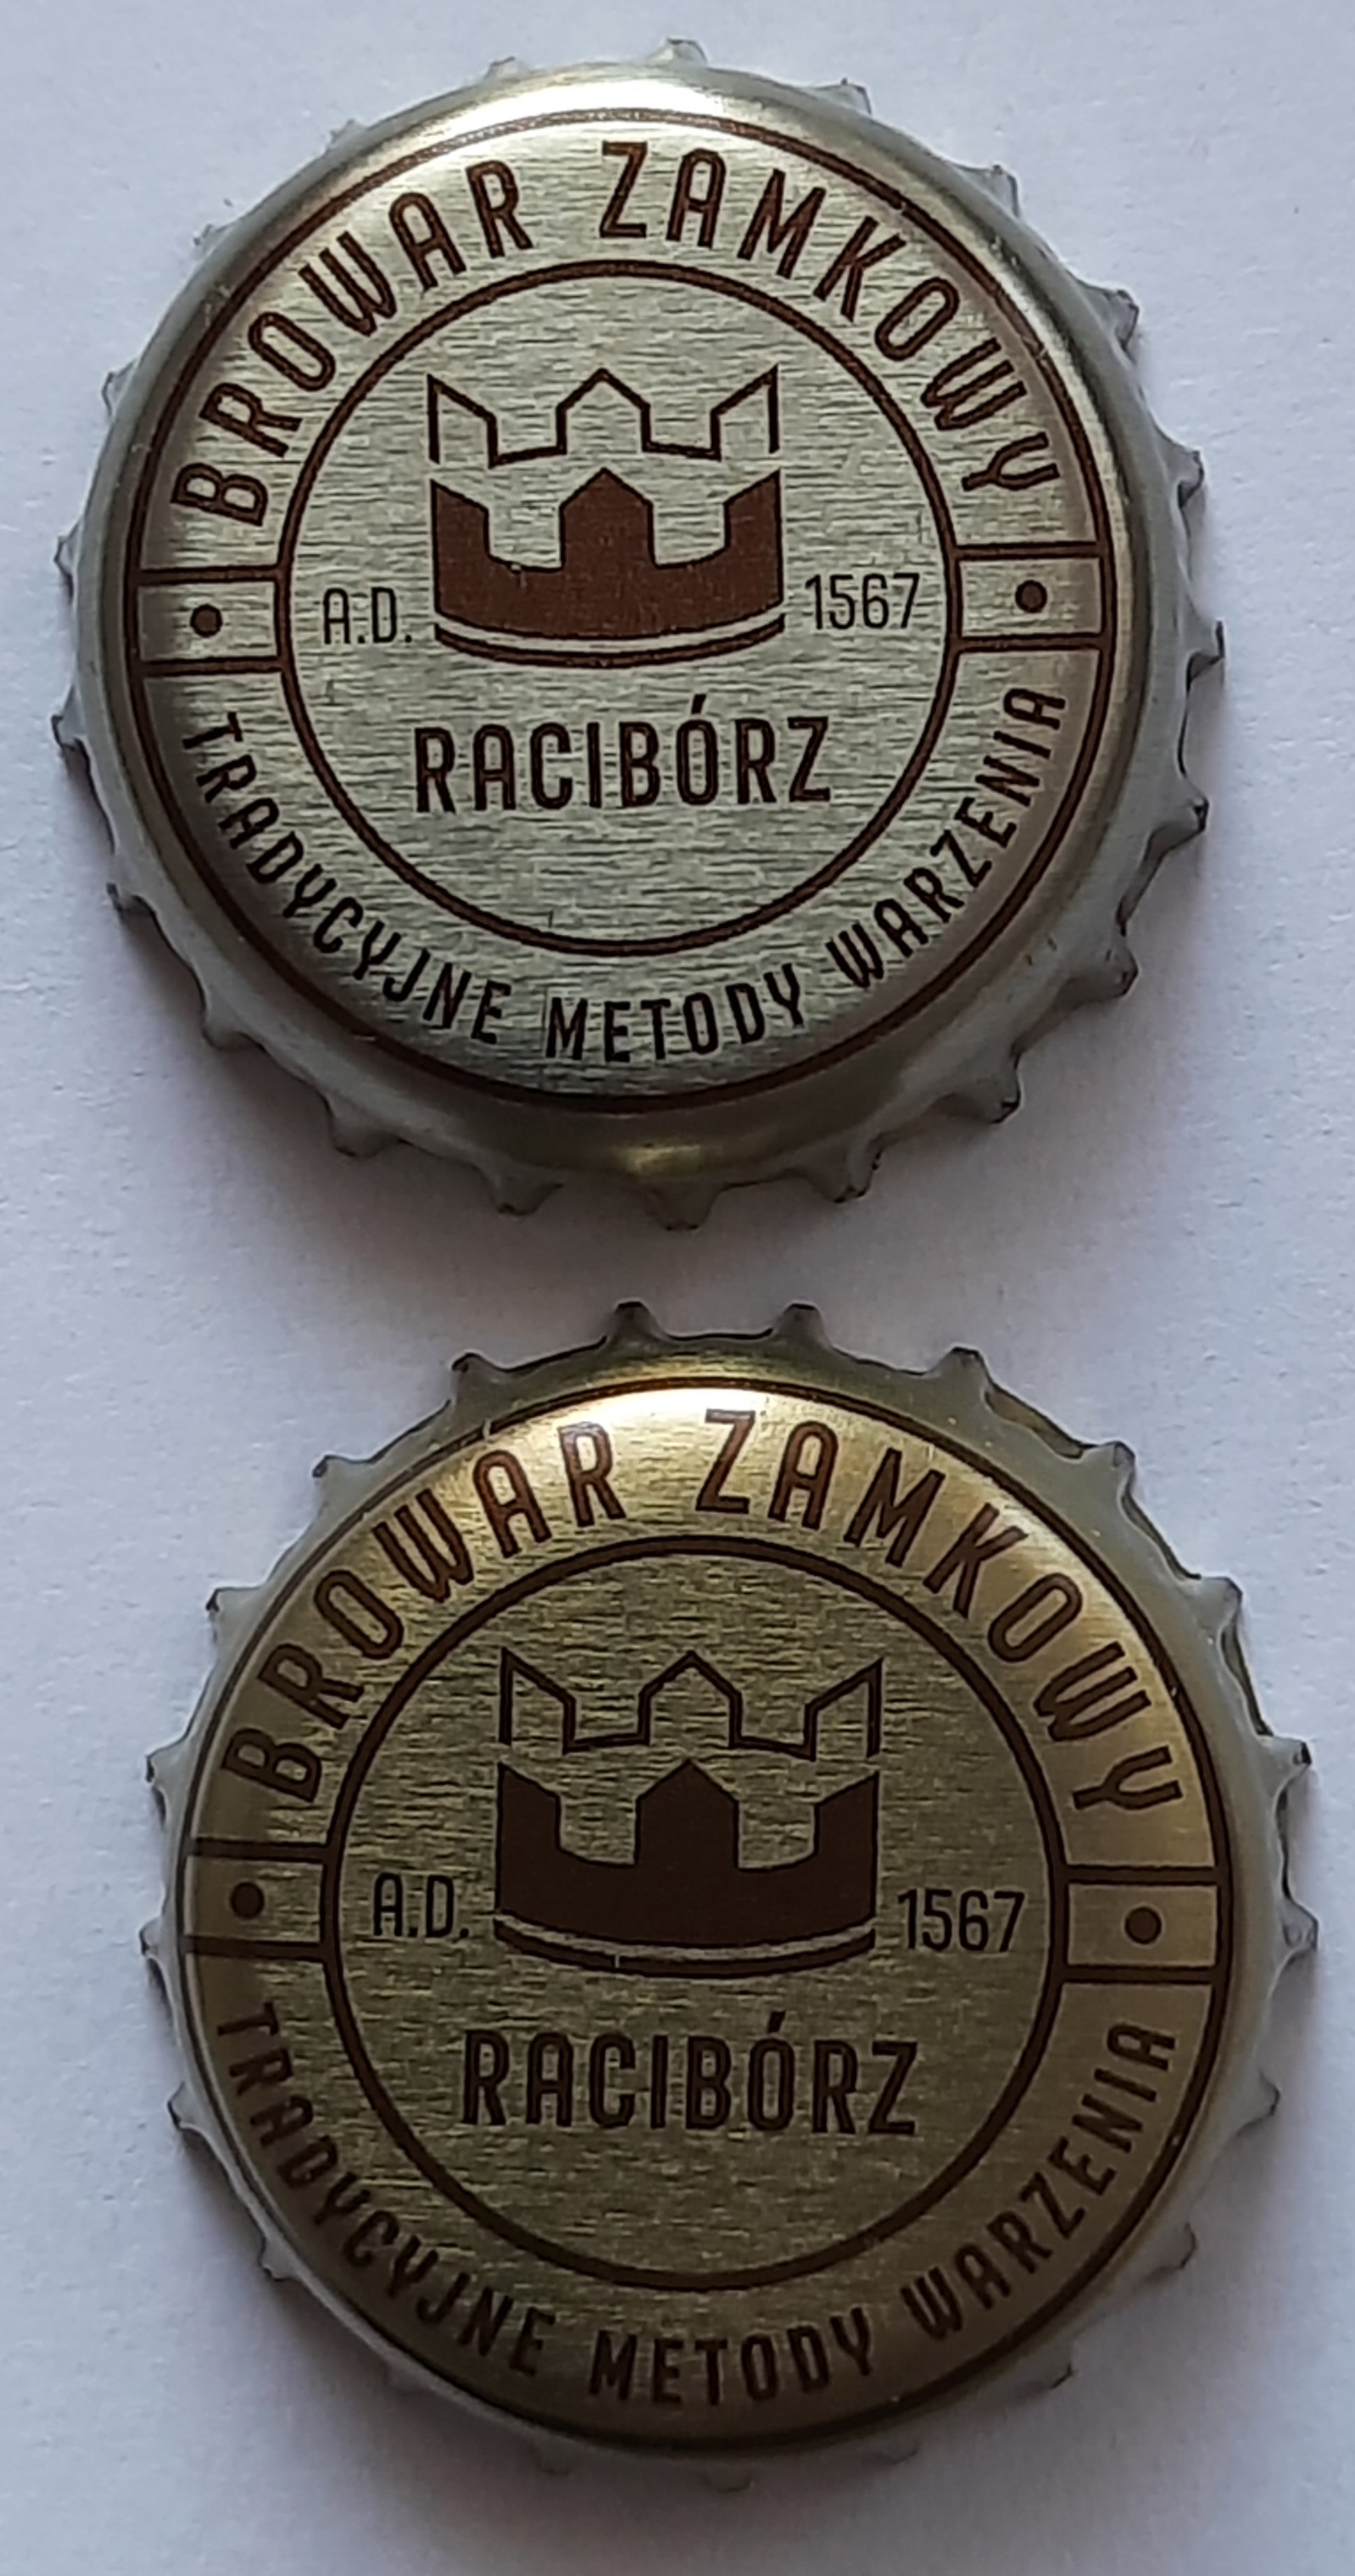 BROWAR ZAMKOWY
A.D. 1567
RACIBÓRZ
TRADYCYJNE METODY WARZENIA
BROWAR ZAMKOWY
A.D. 1567
RACIBÓRZ
TRADYCYJNE METODY WARZENIA